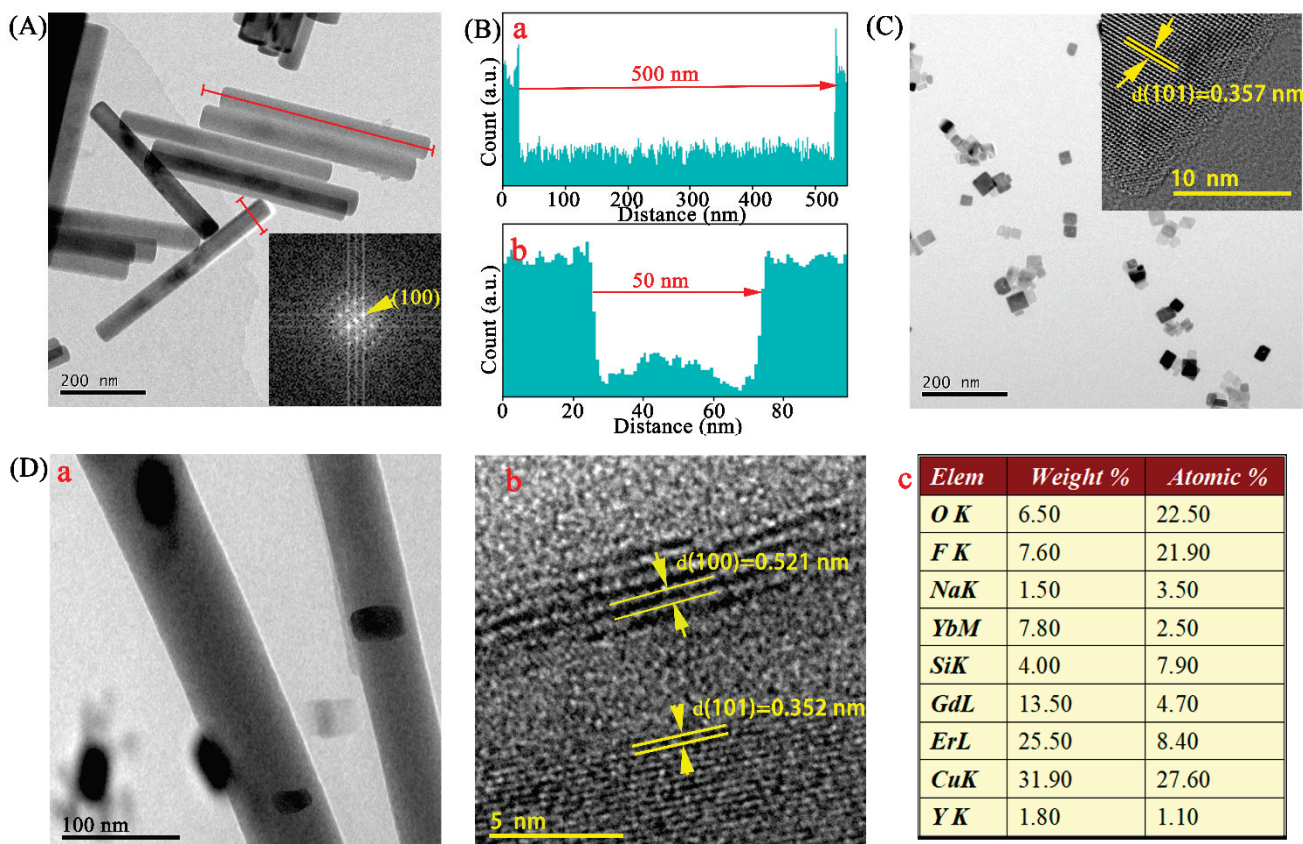 (A)
(100)
200 nm
(B)
a
500 nm
Count (a.u.)
0 100 200 300 400 500
Distance (nm)
b
50 nm
Count (a.u.)
0 20 40 60 80
Distance (nm)
(C)
d(101)=0.357 nm
10 nm
200 nm
(D)
a
100 nm
b
d(100)=0.521 nm
d(101)=0.352 nm
5 nm
c
Elem Weight % Atomic %
O K 6.50 22.50
F K 7.60 21.90
NaK 1.50 3.50
YbM 7.80 2.50
SiK 4.00 7.90
GdL 13.50 4.70
ErL 25.50 8.40
CuK 31.90 27.60
Y K 1.80 1.10